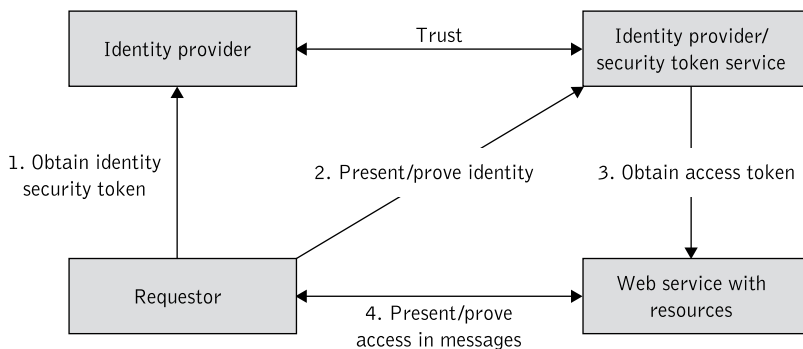 Identity provider
Trust
Identity provider/
security token service
1. Obtain identity
security token
2. Present/prove identity
3. Obtain access token
Requestor
4. Present/prove
access in messages
Web service with
resources